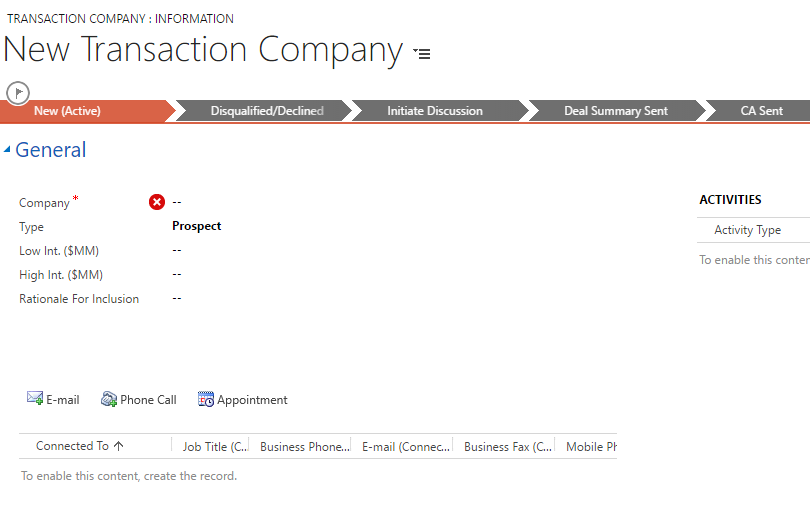 TRANSACTION COMPANY : INFORMATION
New Transaction Company
New (Active) Disqualified/Declined Initiate Discussion Deal Summary Sent CA Sent
General
Company * --
Type Prospect
Low Int. ($MM) --
High Int. ($MM) --
Rationale For Inclusion --
ACTIVITIES
Activity Type
To enable this conter
E-mail Phone Call Appointment
Connected To Job Title (C... Business Phone... E-mail (Connec... Business Fax (C... Mobile Ph
To enable this content, create the record.